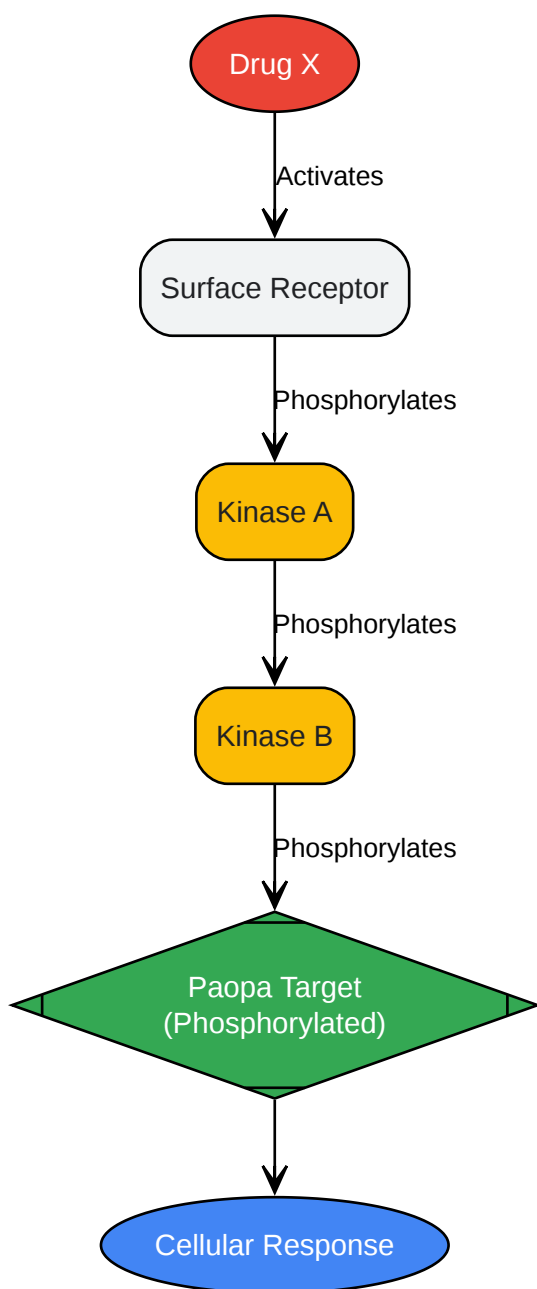 Drug X
Activates
Surface Receptor
Phosphorylates
Kinase A
Phosphorylates
Kinase B
Phosphorylates
Paopa Target
(Phosphorylated)
Cellular Response